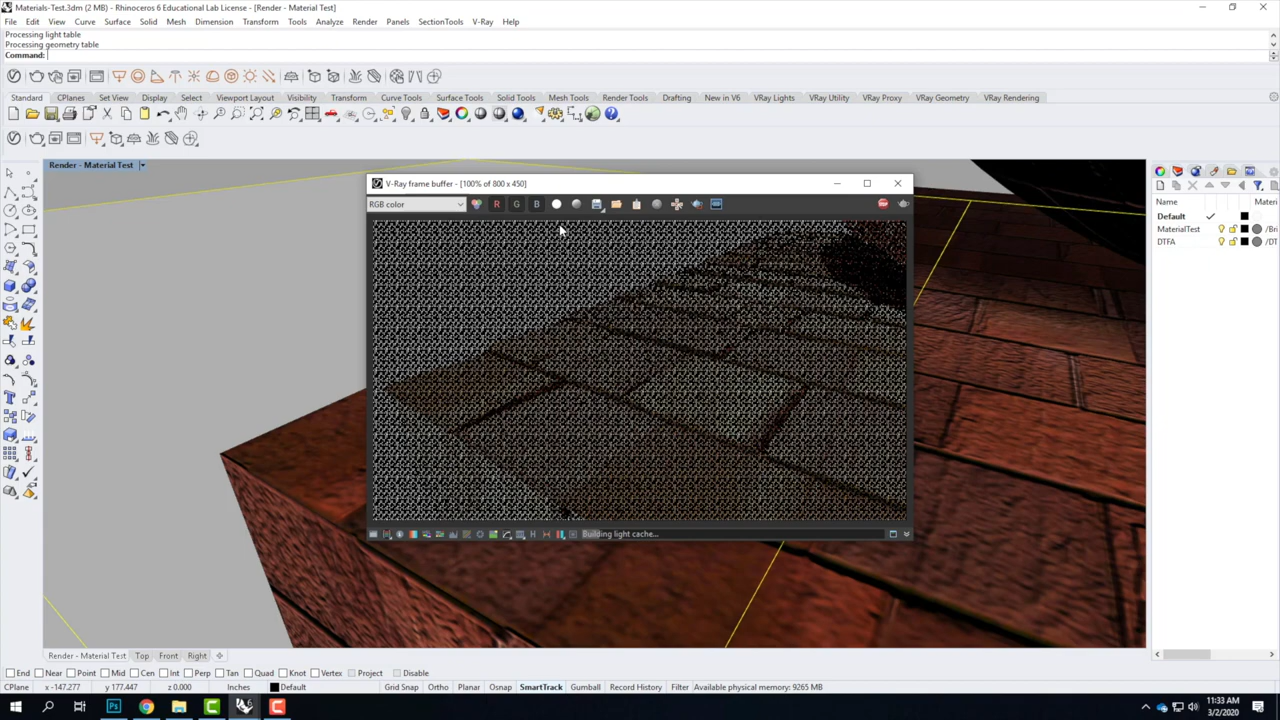 Materials-Test.3dm (2 MB) - Rhinoceros 6 Educational Lab License - [Render - Material Test]
File Edit View Curve Surface Solid Mesh Dimension Transform Tools Analyze Render Panels SectionTools V-Ray Help
Processing light table
Processing geometry table
Command:
Standard CPlanes Set View Display Select Viewport Layout Visibility Transform Curve Tools Surface Tools Solid Tools Mesh Tools Render Tools Drafting New in V6 VRay Lights VRay Utility VRay Proxy VRay Geometry VRay Rendering
Render - Material Test
V-Ray frame buffer - [100% of 800 x 450]
RGB color R G B
Name Materi
Default
MaterialTest /Bri
DTFA /DT
H Building light cache...
Render - Material Test Top Front Right
End Near Point Mid Cen Int Perp Tan Quad Knot Vertex Project Disable
CPlane x -147.277 y 177.447 z 0.000 Inches Default Grid Snap Ortho Planar Osnap SmartTrack Gumball Record History Filter Available physical memory: 9265 MB
11:33 AM
3/2/2020